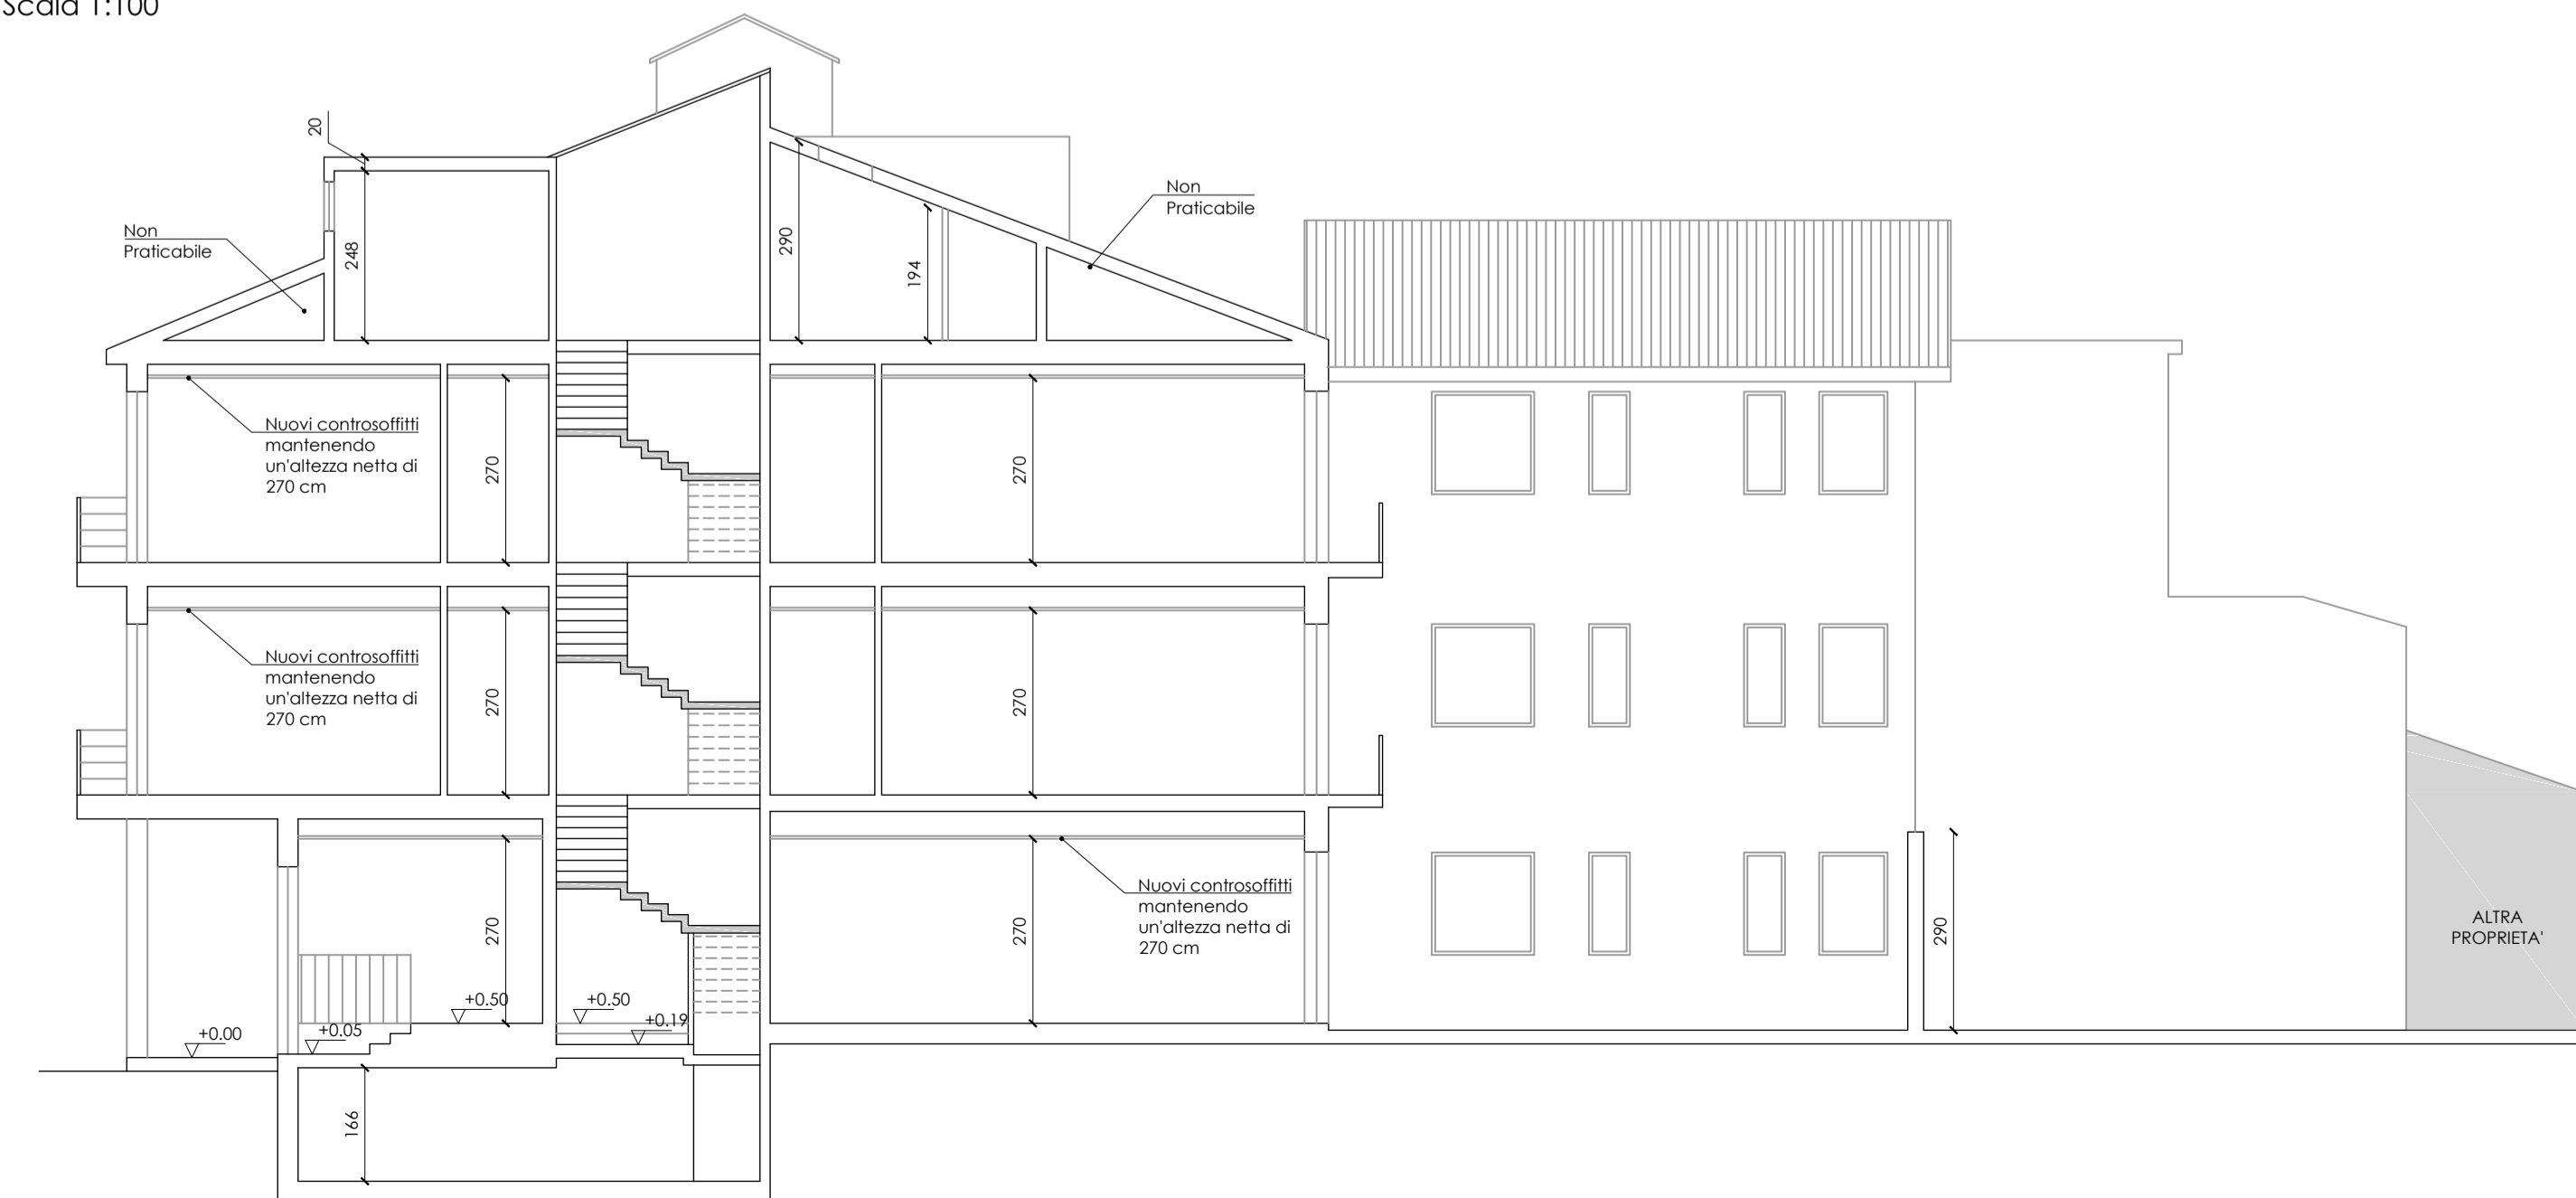 Scala 1:100
20
Non
Praticabile
248
290
194
Non
Praticabile
Nuovi controsoffitti
mantenendo
un'altezza netta di
270 cm
270
270
Nuovi controsoffitti
mantenendo
un'altezza netta di
270 cm
270
270
270
270
Nuovi controsoffitti
mantenendo
un'altezza netta di
270 cm
290
ALTRA
PROPRIETA'
+0.00
+0.05
+0.50
+0.50
+0.19
166